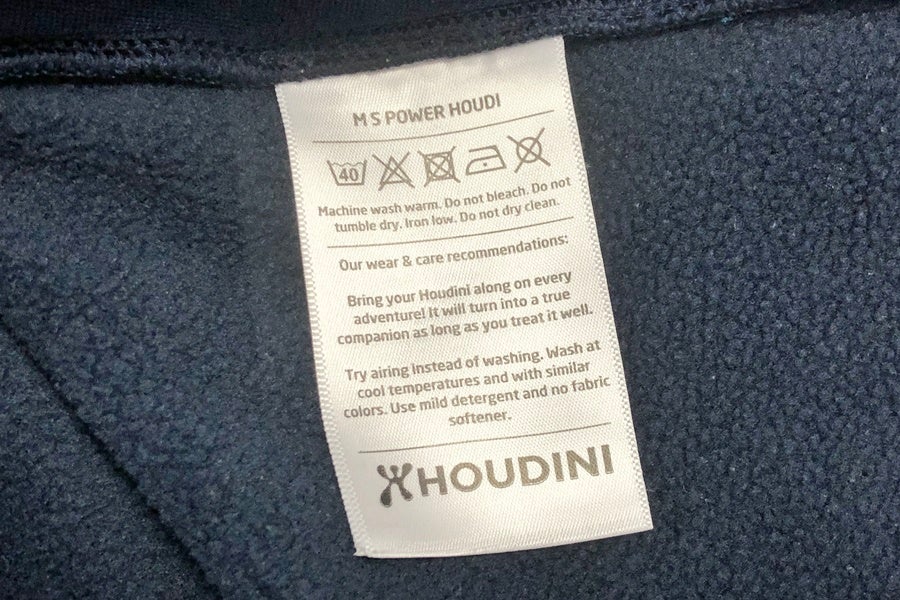 M S POWER HOUDI
40
Machine wash warm. Do not bleach. Do not
tumble dry. Iron low. Do not dry clean.
Our wear & care recommendations:
Bring your Houdini along on every
adventure! It will turn into a true
companion as long as you treat it well.
Try airing instead of washing. Wash at
cool temperatures and with similar
colors. Use mild detergent and no fabric
softener.
HOUDINI